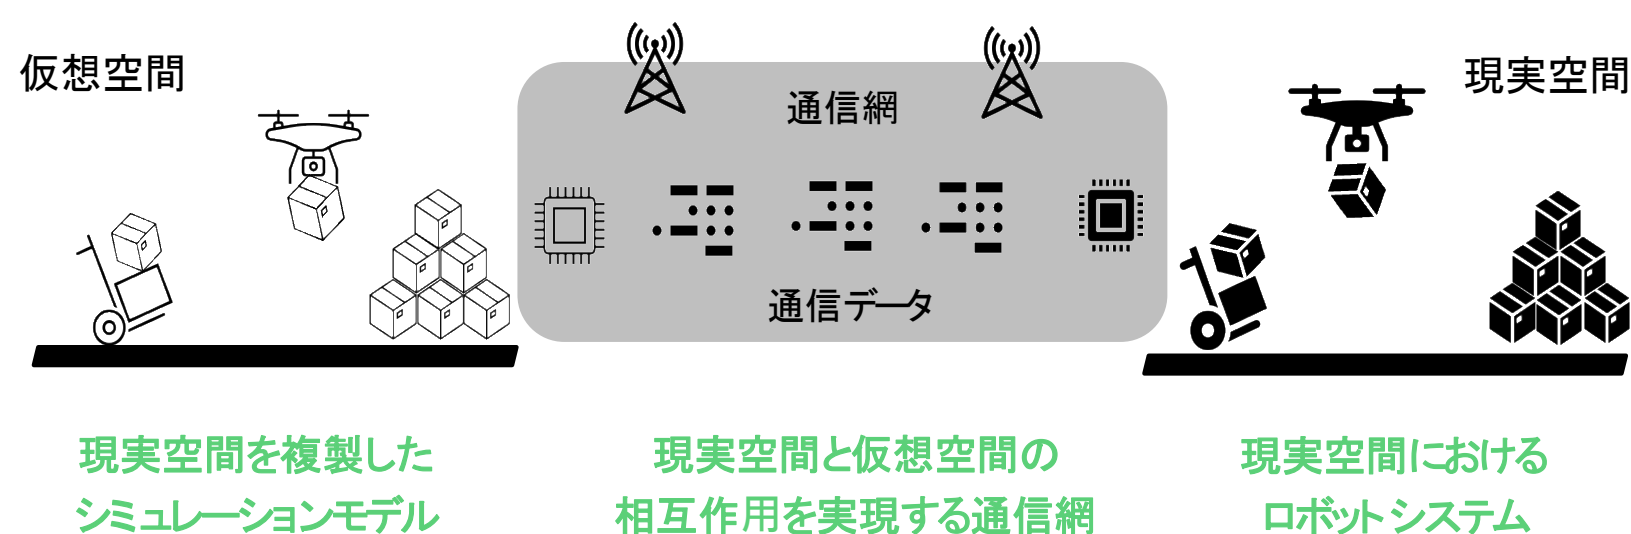 仮想空間
通信網
現実空間
通信データ
現実空間を複製した
シミュレーションモデル
現実空間と仮想空間の
相互作用を実現する通信網
現実空間における
ロボットシステム